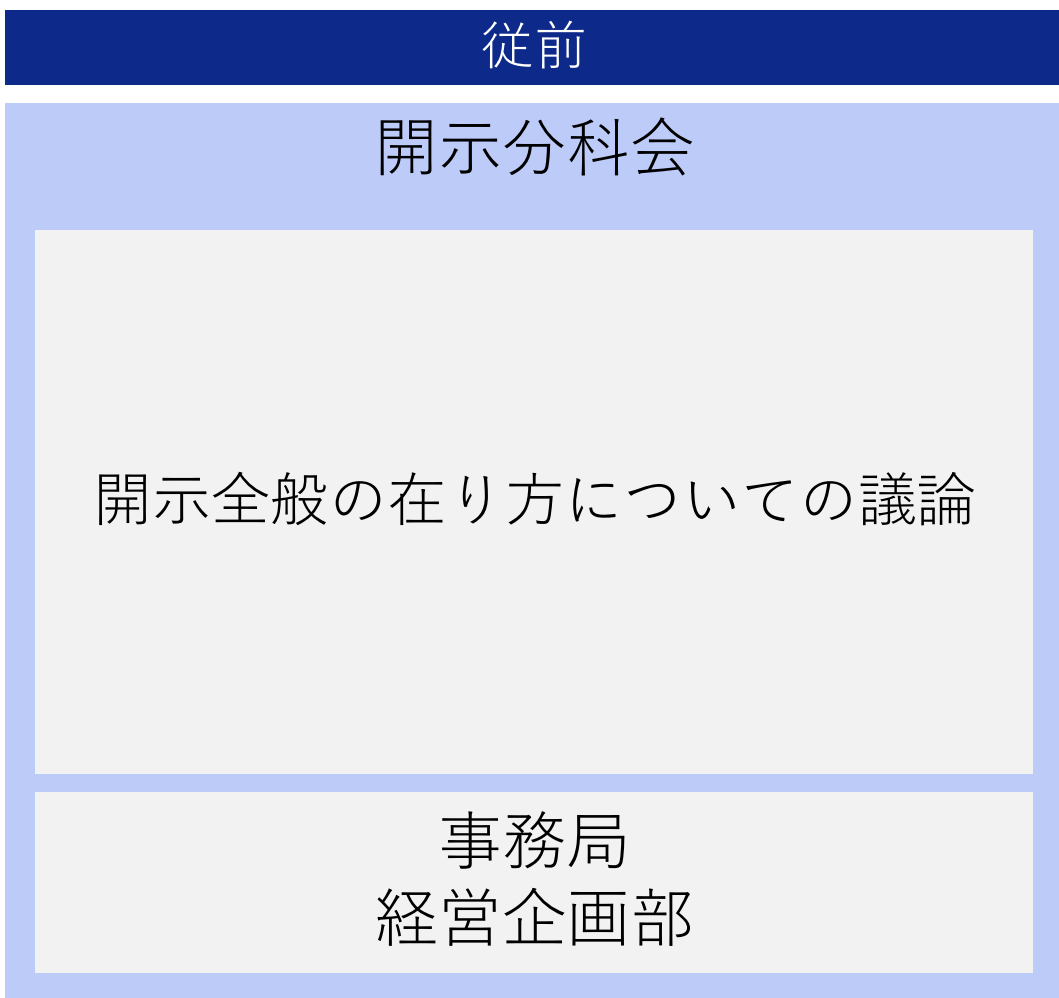 従前
開示分科会
開示全般の在り方についての議論
事務局
経営企画部